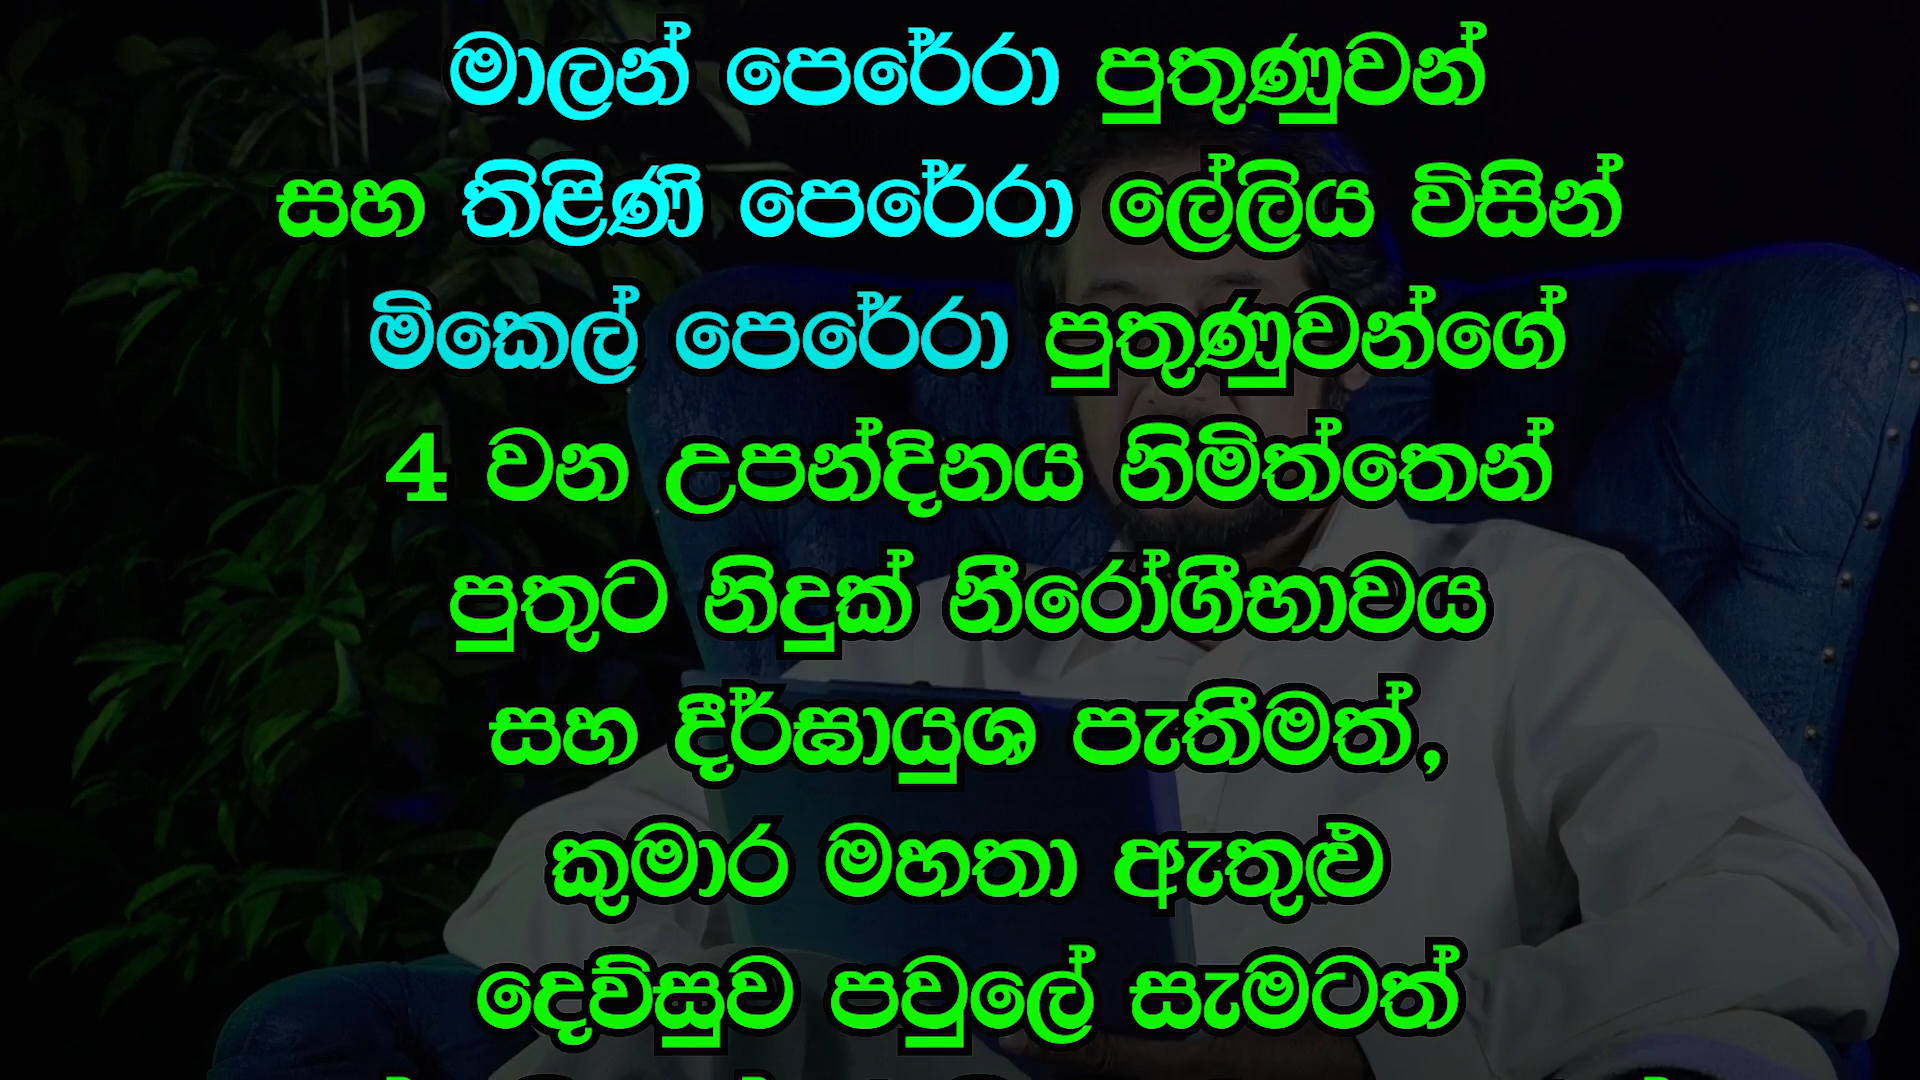 මාලන් පෙරේරා පුතුණුවන්
සහ තිළිණි පෙරේරා ලේලිය විසින්
මිකෙල් පෙරේරා පුතුණුවන්ගේ
4 වන උපන්දිනය නිමිත්තෙන්
පුතුට නිදුක් නීරෝගීභාවය
සහ දීර්ඝායුශ පැතීමත්,
කුමාර මහතා ඇතුළු
දෙව්සුව පවුලේ සැමටත්